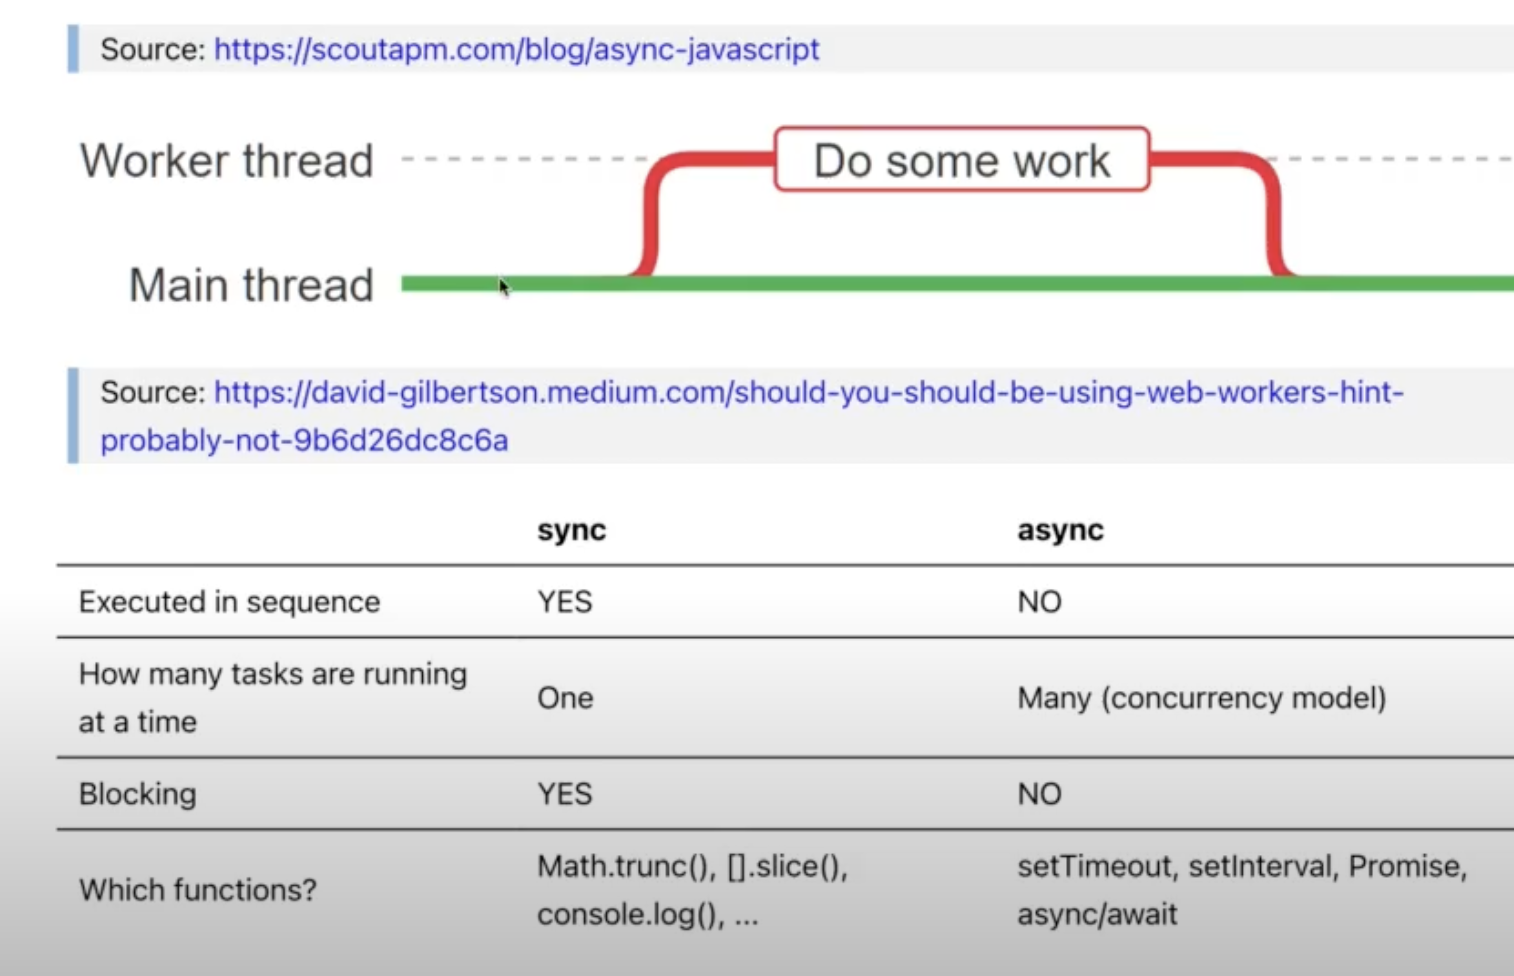 Source: https://scoutapm.com/blog/async-javascript
Worker thread
Do some work
Main thread
Source: https://david-gilbertson.medium.com/should-you-should-be-using-web-workers-hint-
probably-not-9b6d26dc8c6a
sync async
Executed in sequence YES NO
How many tasks are running
at a time One Many (concurrency model)
Blocking YES NO
Which functions? Math.trunc(), [].slice(), setTimeout, setInterval, Promise,
console.log(), ... async/await